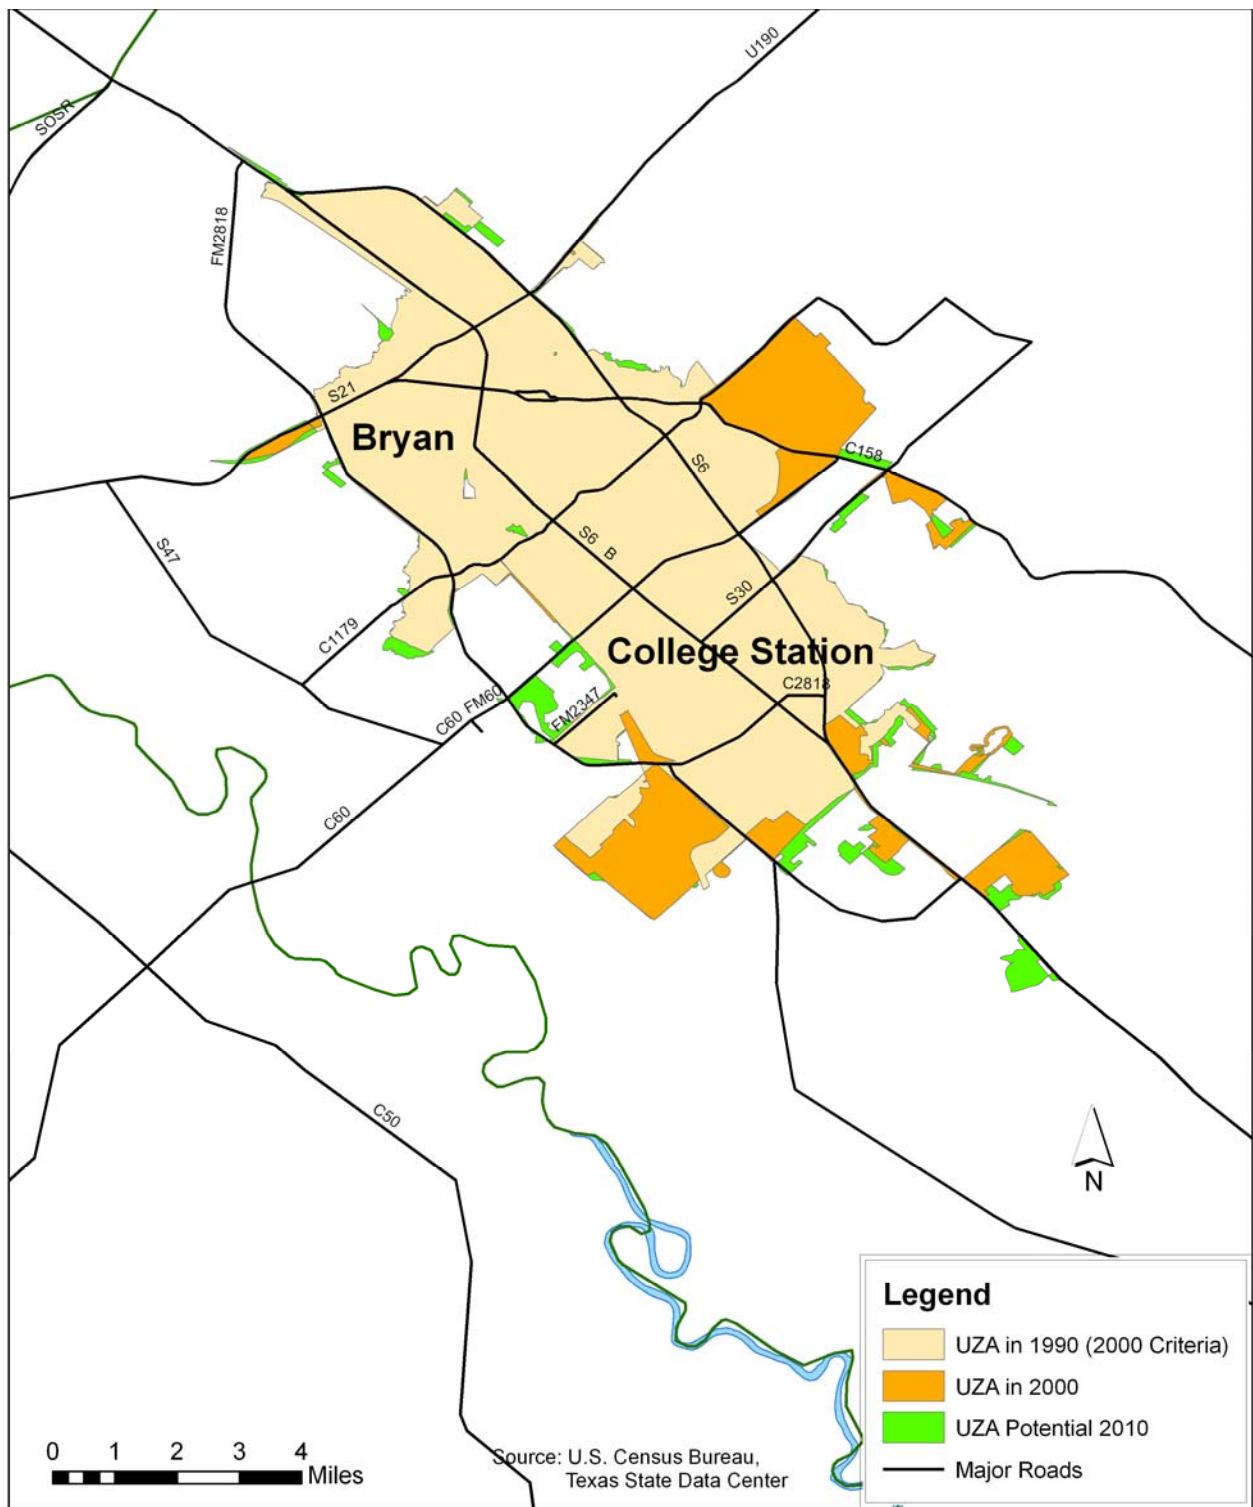 U190
SOSR
FM2818
S21
Bryan
C158
S6
S47
S6 B
S30
C1179
College Station
C2818
FM2347
FM60
C60
C60
C50
N
Legend
UZA in 1990 (2000 Criteria)
UZA in 2000
UZA Potential 2010
Major Roads
0 1 2 3 4
Miles
Source: U.S. Census Bureau,
Texas State Data Center